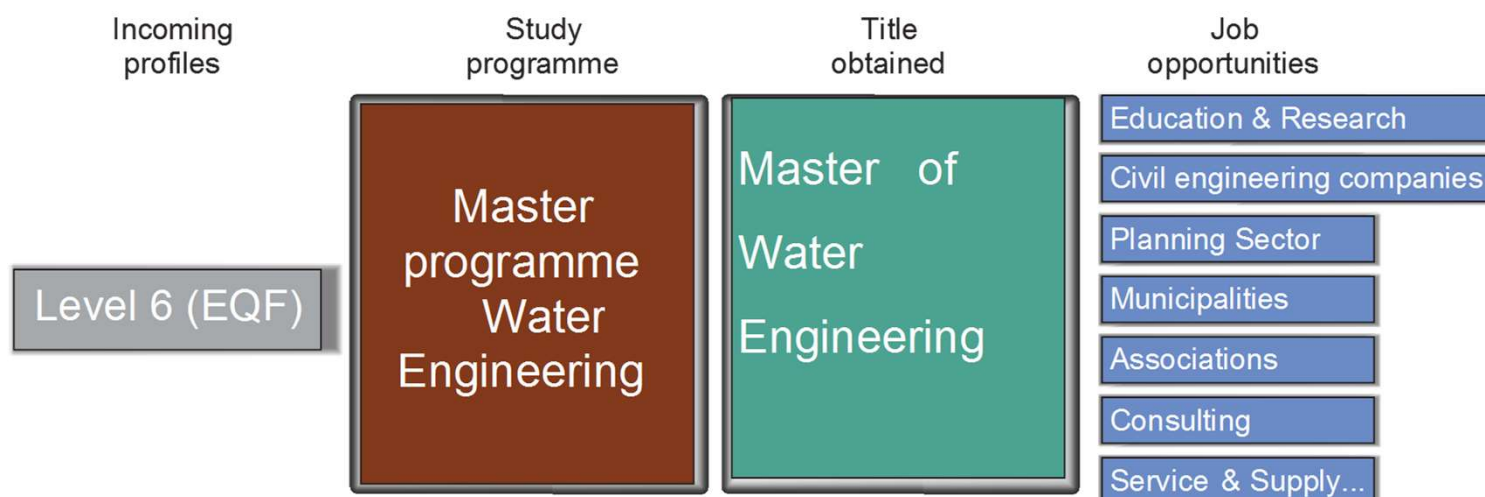 Incoming
profiles
Study
programme
Title
obtained
Job
opportunities
Level 6 (EQF)
Master
programme
Water
Engineering
Master of
Water
Engineering
Education & Research
Civil engineering companies
Planning Sector
Municipalities
Associations
Consulting
Service & Supply...